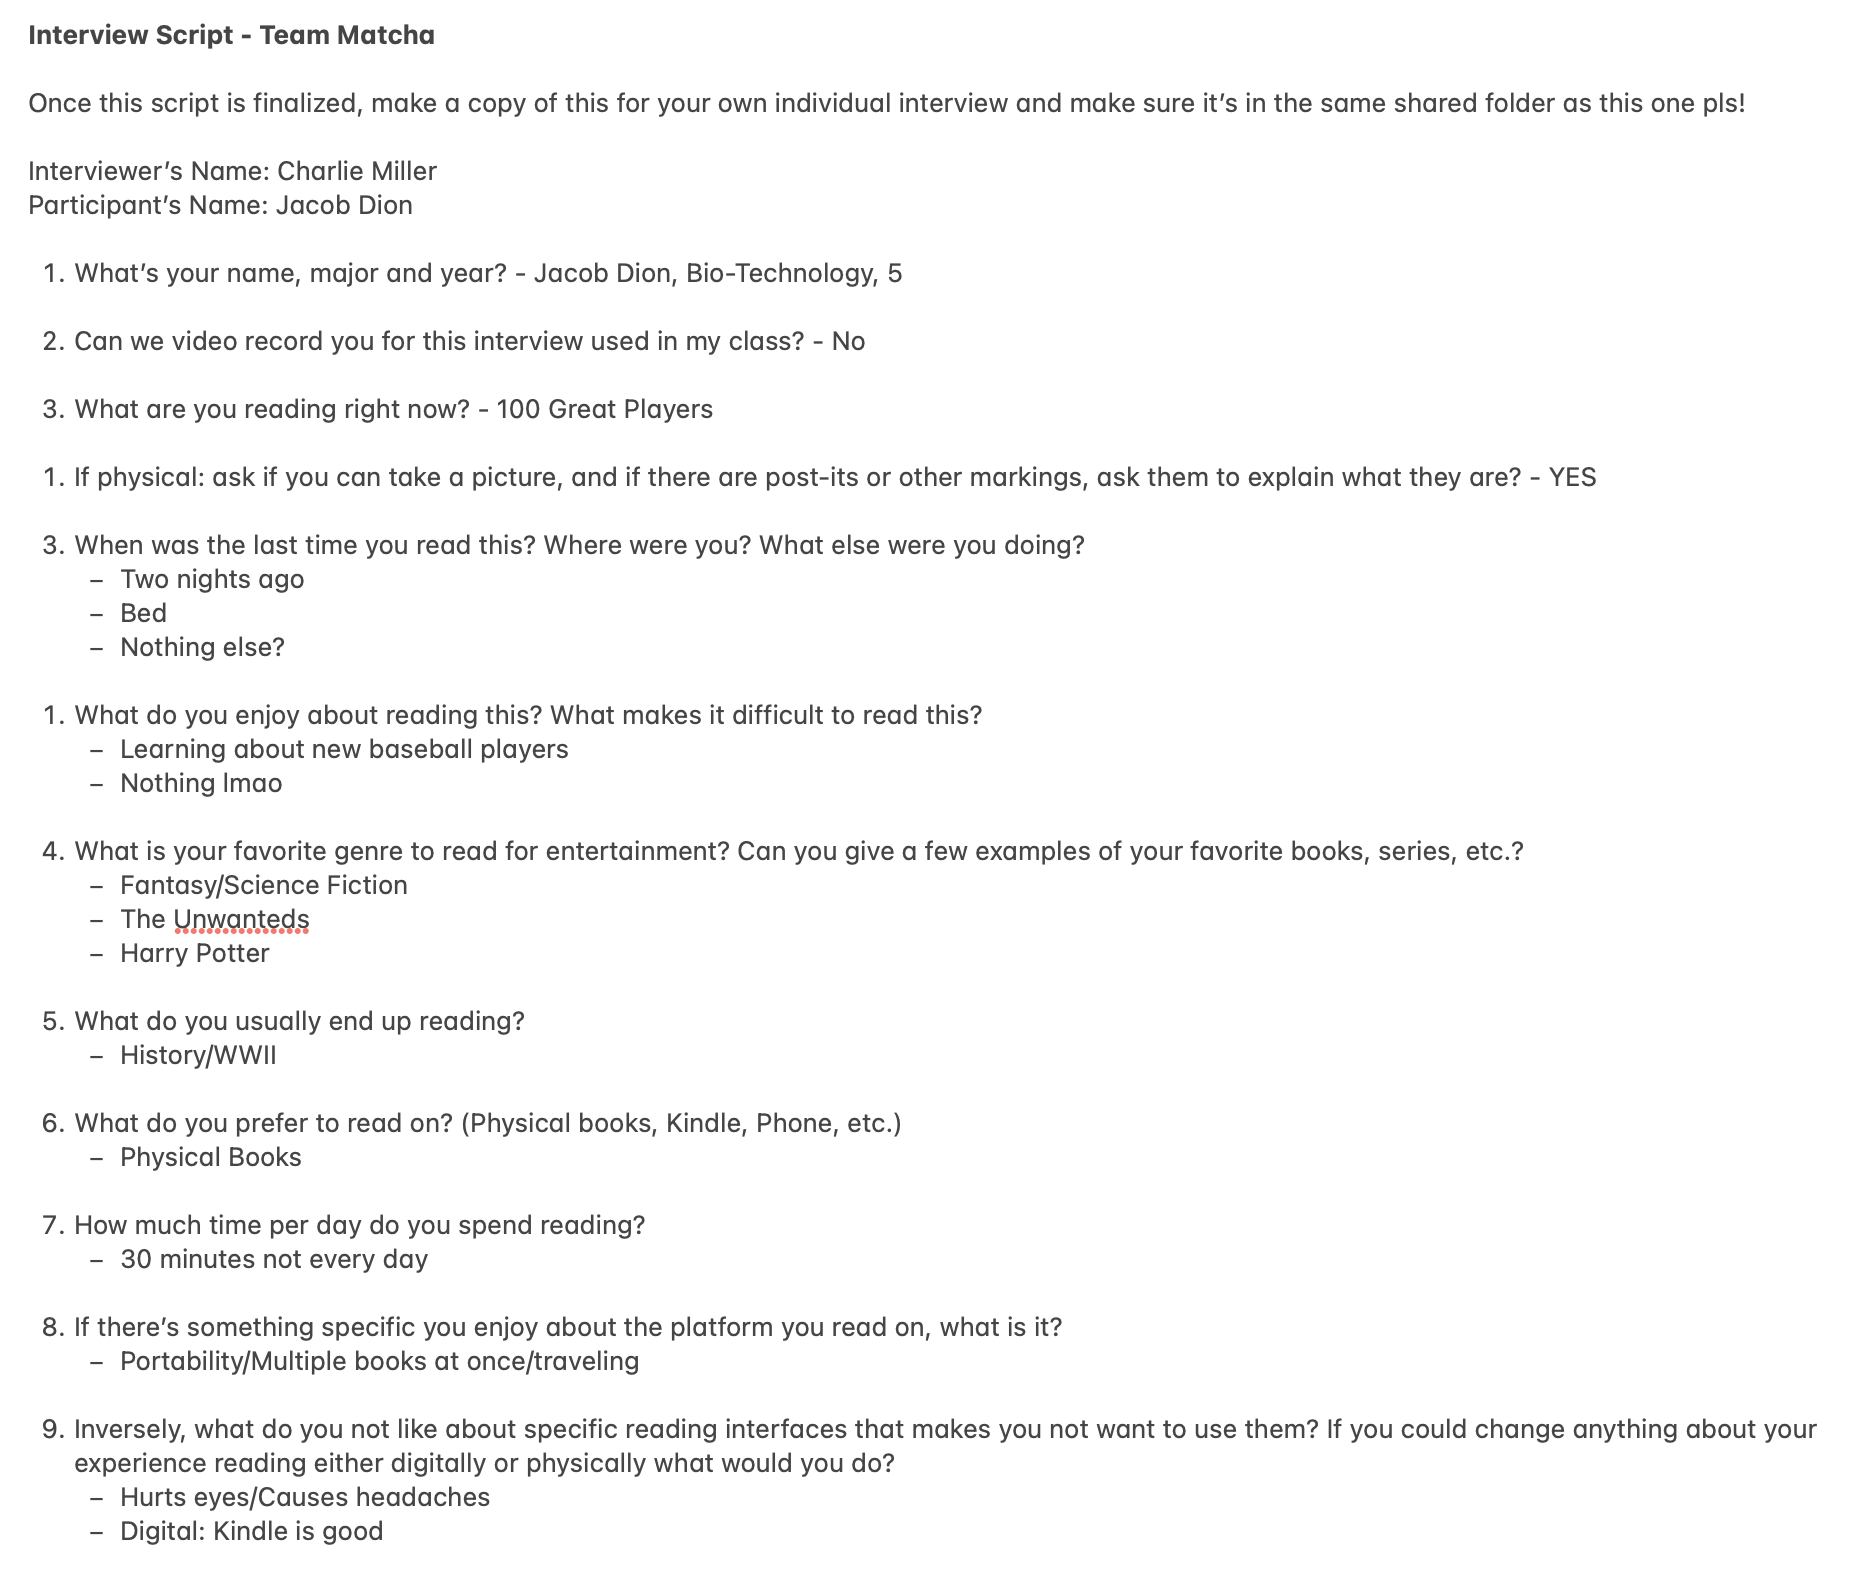 Interview Script - Team Matcha
Once this script is finalized, make a copy of this for your own individual interview and make sure it’s in the same shared folder as this one pls!
Interviewer’s Name: Charlie Miller
Participant’s Name: Jacob Dion
1. What’s your name, major and year? - Jacob Dion, Bio-Technology, 5
2. Can we video record you for this interview used in my class? - No
3. What are you reading right now? - 100 Great Players
1. If physical: ask if you can take a picture, and if there are post-its or other markings, ask them to explain what they are? - YES
3. When was the last time you read this? Where were you? What else were you doing?
– Two nights ago
– Bed
– Nothing else?
1. What do you enjoy about reading this? What makes it difficult to read this?
– Learning about new baseball players
– Nothing lmao
4. What is your favorite genre to read for entertainment? Can you give a few examples of your favorite books, series, etc.?
– Fantasy/Science Fiction
– The Unwanteds
– Harry Potter
5. What do you usually end up reading?
– History/WWII
6. What do you prefer to read on? (Physical books, Kindle, Phone, etc.)
– Physical Books
7. How much time per day do you spend reading?
– 30 minutes not every day
8. If there’s something specific you enjoy about the platform you read on, what is it?
– Portability/Multiple books at once/traveling
9. Inversely, what do you not like about specific reading interfaces that makes you not want to use them? If you could change anything about your
experience reading either digitally or physically what would you do?
– Hurts eyes/Causes headaches
– Digital: Kindle is good